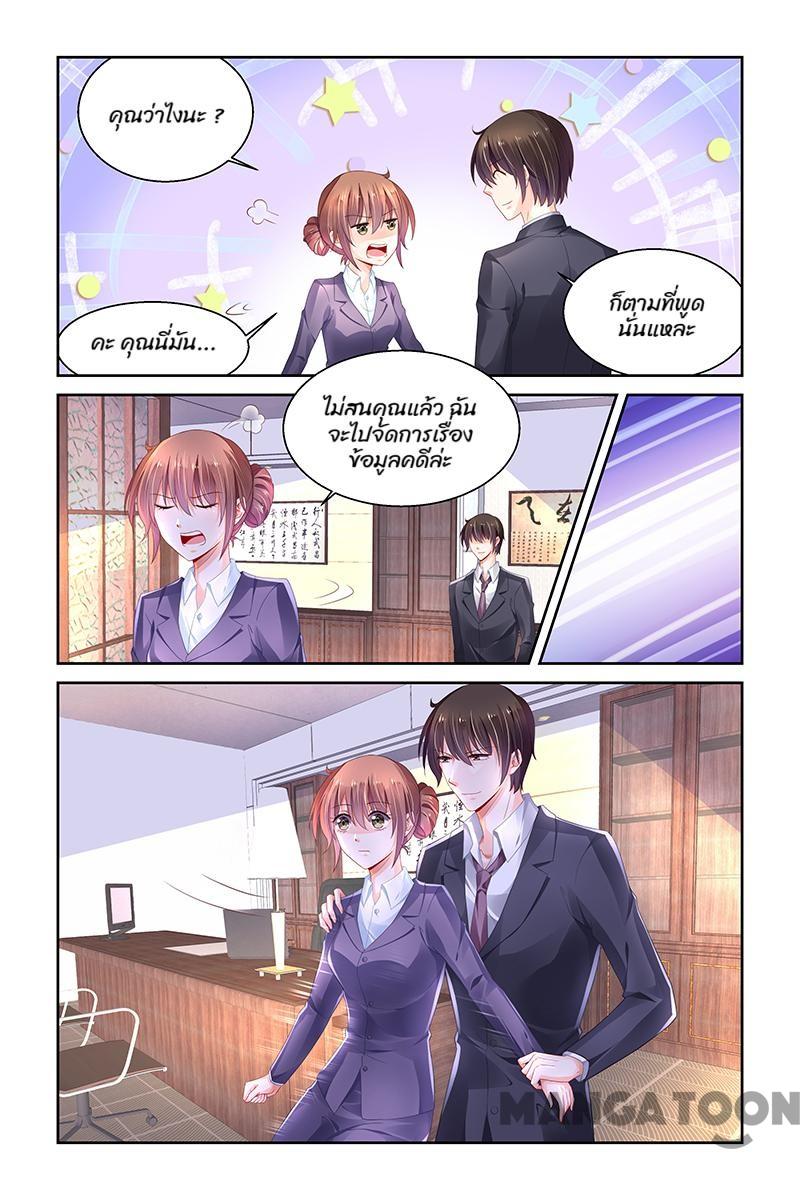 คุณว่าไงนะ ?
ก็ตามที่พูด
นั่นแหละ
คะ คุณนี่มัน...
ไม่สนคุณแล้ว ฉัน
จะไปจัดการเรื่อง
ข้อมูลคดีล่ะ
MANGATOON